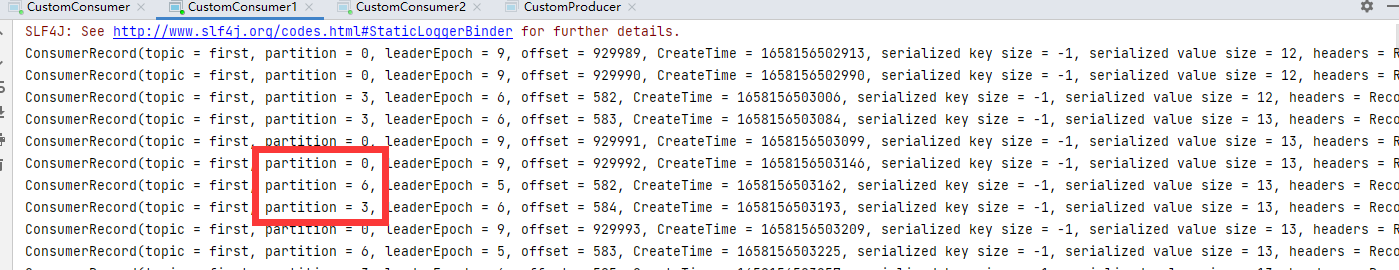 CustomConsumer CustomConsumer1 CustomConsumer2 CustomProducer
SLF4J: See http://www.slf4j.org/codes.html#StaticLoggerBinder for further details.
ConsumerRecord(topic = first, partition = 0, leaderEpoch = 9, offset = 929989, CreateTime = 1658156502913, serialized key size = -1, serialized value size = 12, headers = R
ConsumerRecord(topic = first, partition = 0, leaderEpoch = 9, offset = 929990, CreateTime = 1658156502990, serialized key size = -1, serialized value size = 12, headers = R
ConsumerRecord(topic = first, partition = 3, leaderEpoch = 6, offset = 582, CreateTime = 1658156503006, serialized key size = -1, serialized value size = 12, headers = Reco
ConsumerRecord(topic = first, partition = 3, leaderEpoch = 6, offset = 583, CreateTime = 1658156503084, serialized key size = -1, serialized value size = 13, headers = Reco
ConsumerRecord(topic = first, partition = 0, leaderEpoch = 9, offset = 929991, CreateTime = 1658156503099, serialized key size = -1, serialized value size = 13, headers = R
ConsumerRecord(topic = first, partition = 0, leaderEpoch = 9, offset = 929992, CreateTime = 1658156503146, serialized key size = -1, serialized value size = 13, headers = R
ConsumerRecord(topic = first, partition = 6, leaderEpoch = 5, offset = 582, CreateTime = 1658156503162, serialized key size = -1, serialized value size = 13, headers = Reco
ConsumerRecord(topic = first, partition = 3, leaderEpoch = 6, offset = 584, CreateTime = 1658156503193, serialized key size = -1, serialized value size = 13, headers = Reco
ConsumerRecord(topic = first, partition = 0, leaderEpoch = 9, offset = 929993, CreateTime = 1658156503209, serialized key size = -1, serialized value size = 13, headers = R
ConsumerRecord(topic = first, partition = 6, leaderEpoch = 5, offset = 583, CreateTime = 1658156503225, serialized key size = -1, serialized value size = 13, headers = Reco